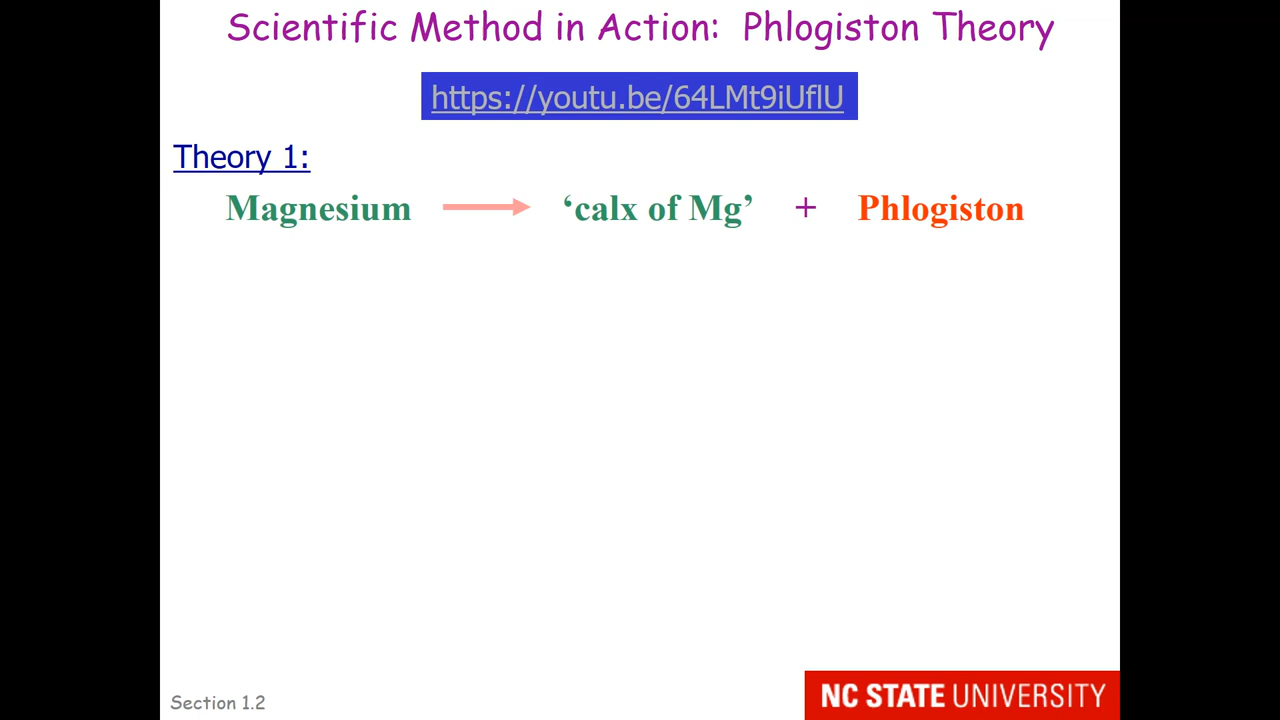 Scientific Method in Action: Phlogiston Theory
https://youtu.be/64LMt9iUflU
Theory 1:
Magnesium ‘calx of Mg’ + Phlogiston
Section 1.2
NC STATE UNIVERSITY